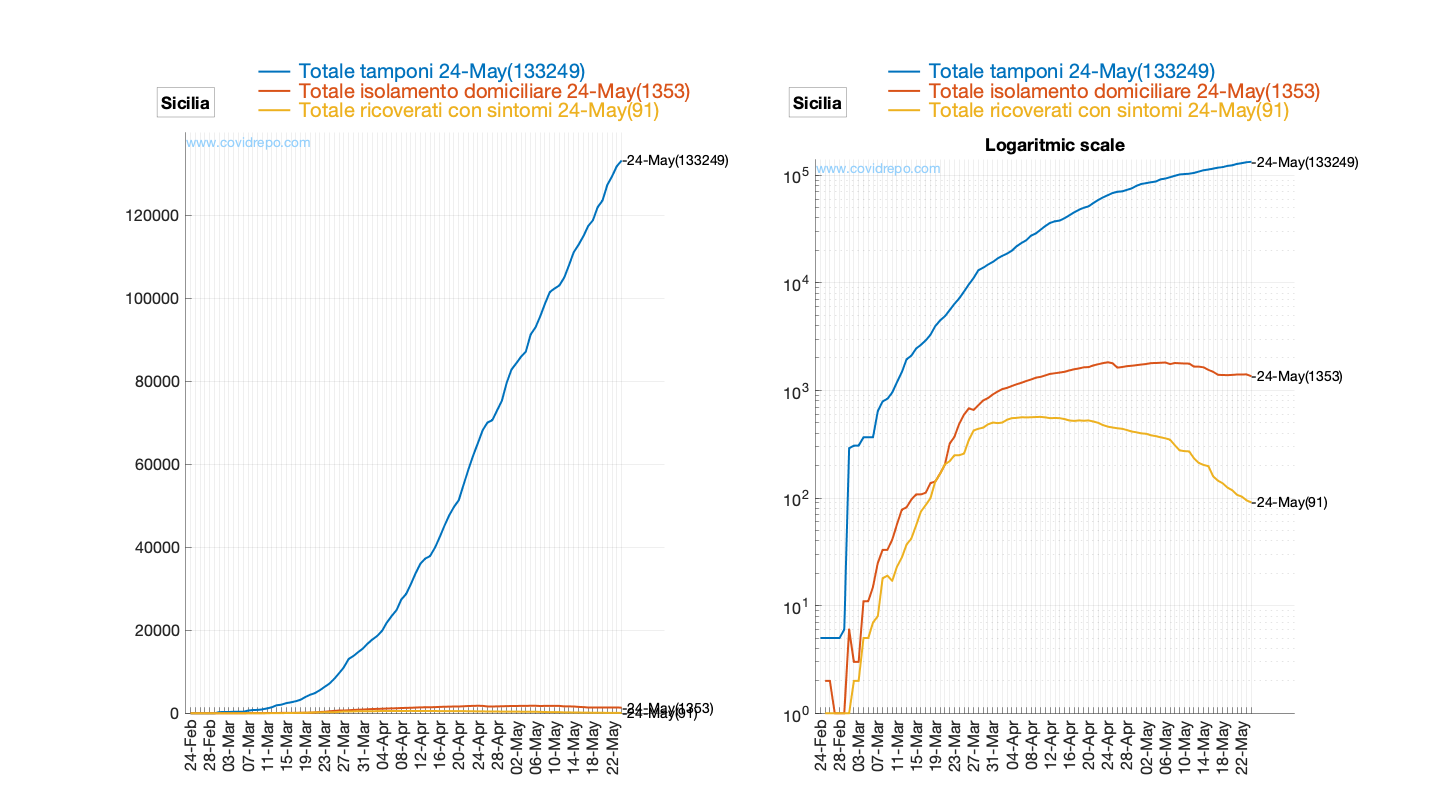 Totale tamponi 24-May(133249)
Totale isolamento domiciliare 24-May(1353)
Totale ricoverati con sintomi 24-May(91)
Sicilia
www.covidrepo.com
-24-May(133249)
120000
100000
80000
60000
40000
20000
0
-24-May(1353)
-24-May(91)
24-Feb
28-Feb
03-Mar
07-Mar
11-Mar
15-Mar
19-Mar
23-Mar
27-Mar
31-Mar
04-Apr
08-Apr
12-Apr
16-Apr
20-Apr
24-Apr
28-Apr
02-May
06-May
10-May
14-May
18-May
22-May
Totale tamponi 24-May(133249)
Totale isolamento domiciliare 24-May(1353)
Totale ricoverati con sintomi 24-May(91)
Sicilia
Logaritmic scale
www.covidrepo.com
-24-May(133249)
10^5
10^4
10^3
-24-May(1353)
10^2
-24-May(91)
10^1
10^0
24-Feb
28-Feb
03-Mar
07-Mar
11-Mar
15-Mar
19-Mar
23-Mar
27-Mar
31-Mar
04-Apr
08-Apr
12-Apr
16-Apr
20-Apr
24-Apr
28-Apr
02-May
06-May
10-May
14-May
18-May
22-May